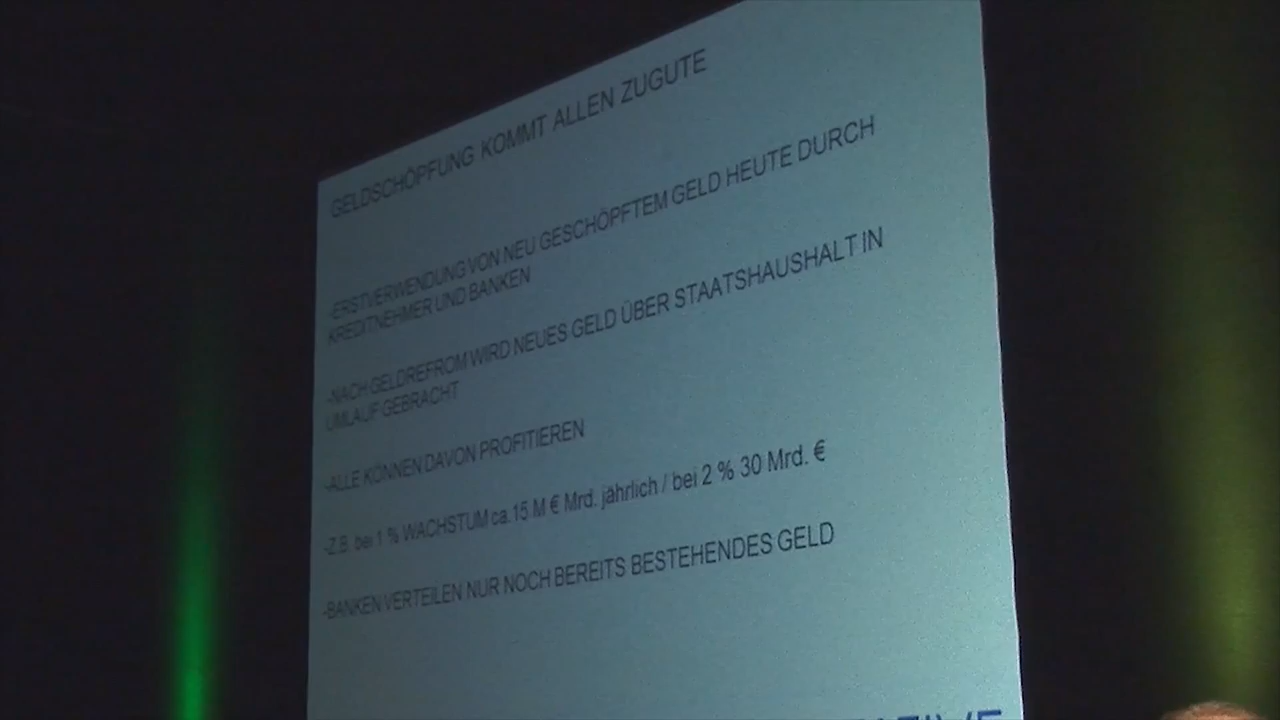 GELDSCHÖPFUNG KOMMT ALLEN ZUGUTE
-ERSTVERWENDUNG VON NEU GESCHÖPFTEM GELD HEUTE DURCH
KREDITNEHMER UND BANKEN
-NACH GELDREFROM WIRD NEUES GELD ÜBER STAATSHAUSHALT IN
UMLAUF GEBRACHT
-ALLE KÖNNEN DAVON PROFITIEREN
-Z.B. bei 1 % WACHSTUM ca.15 M € Mrd. jährlich / bei 2 % 30 Mrd. €
-BANKEN VERTEILEN NUR NOCH BEREITS BESTEHENDES GELD